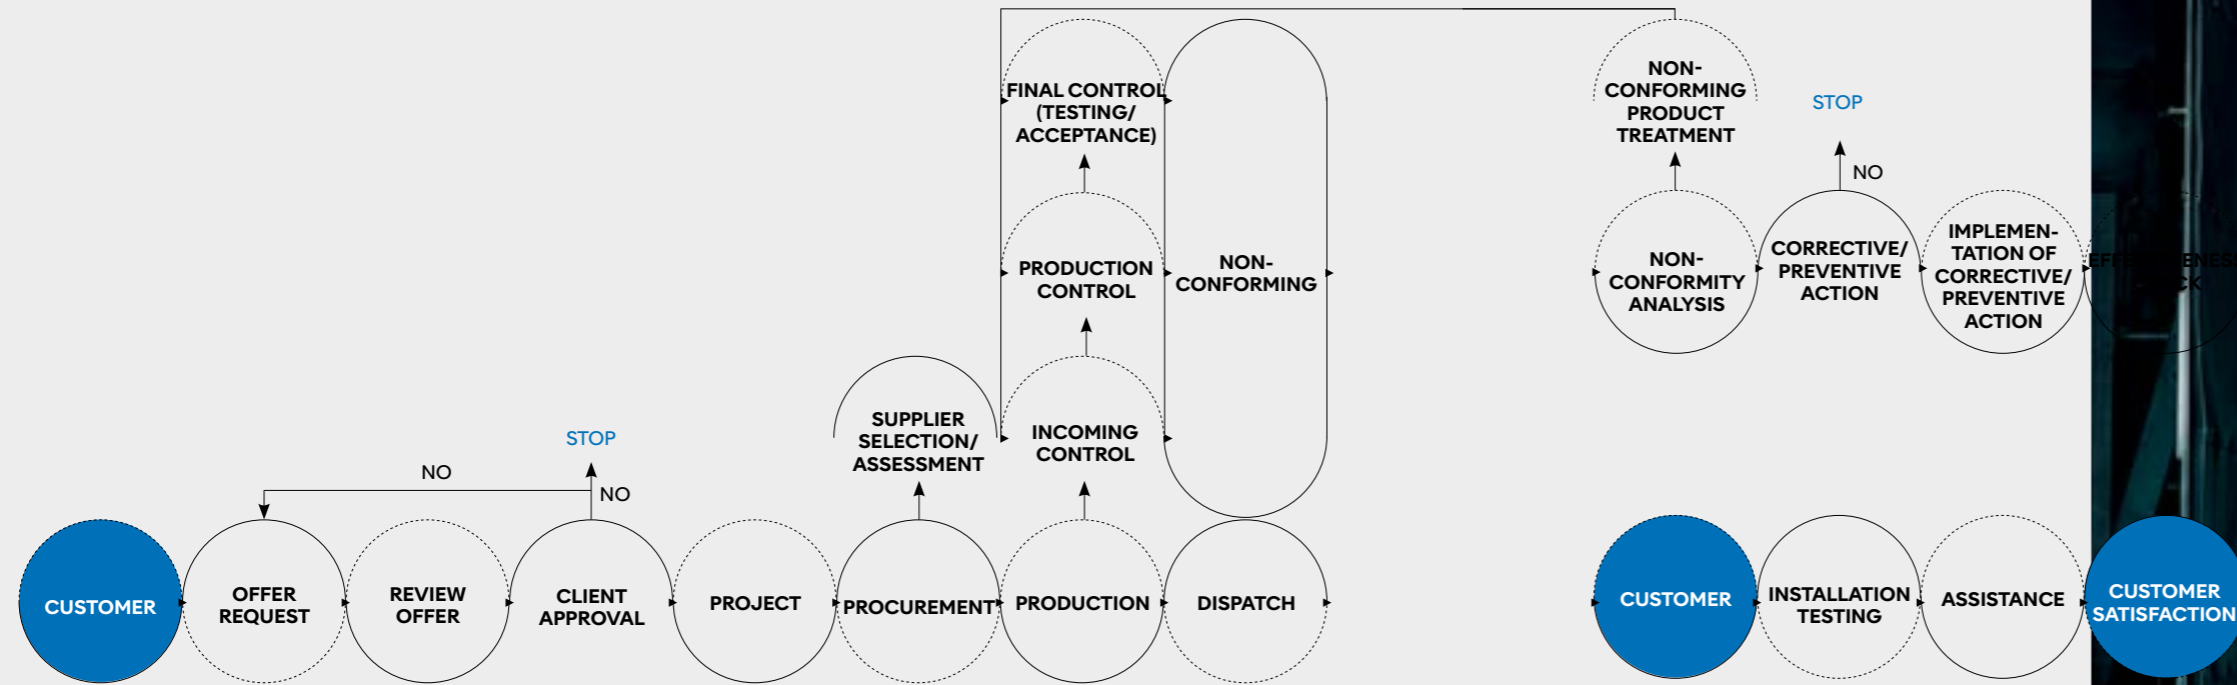 FINAL CONTROL
(TESTING/
ACCEPTANCE)
NON-
CONFORMING
PRODUCT
TREATMENT
STOP
NO
PRODUCTION
CONTROL
NON-
CONFORMING
NON-
CONFORMITY
ANALYSIS
CORRECTIVE/
PREVENTIVE
ACTION
IMPLEMEN-
TATION OF
CORRECTIVE/
PREVENTIVE
ACTION
SUPPLIER
SELECTION/
ASSESSMENT
INCOMING
CONTROL
STOP
NO
NO
CUSTOMER
OFFER
REQUEST
REVIEW
OFFER
CLIENT
APPROVAL
PROJECT
PROCUREMENT
PRODUCTION
DISPATCH
CUSTOMER
INSTALLATION
TESTING
ASSISTANCE
CUSTOMER
SATISFACTION